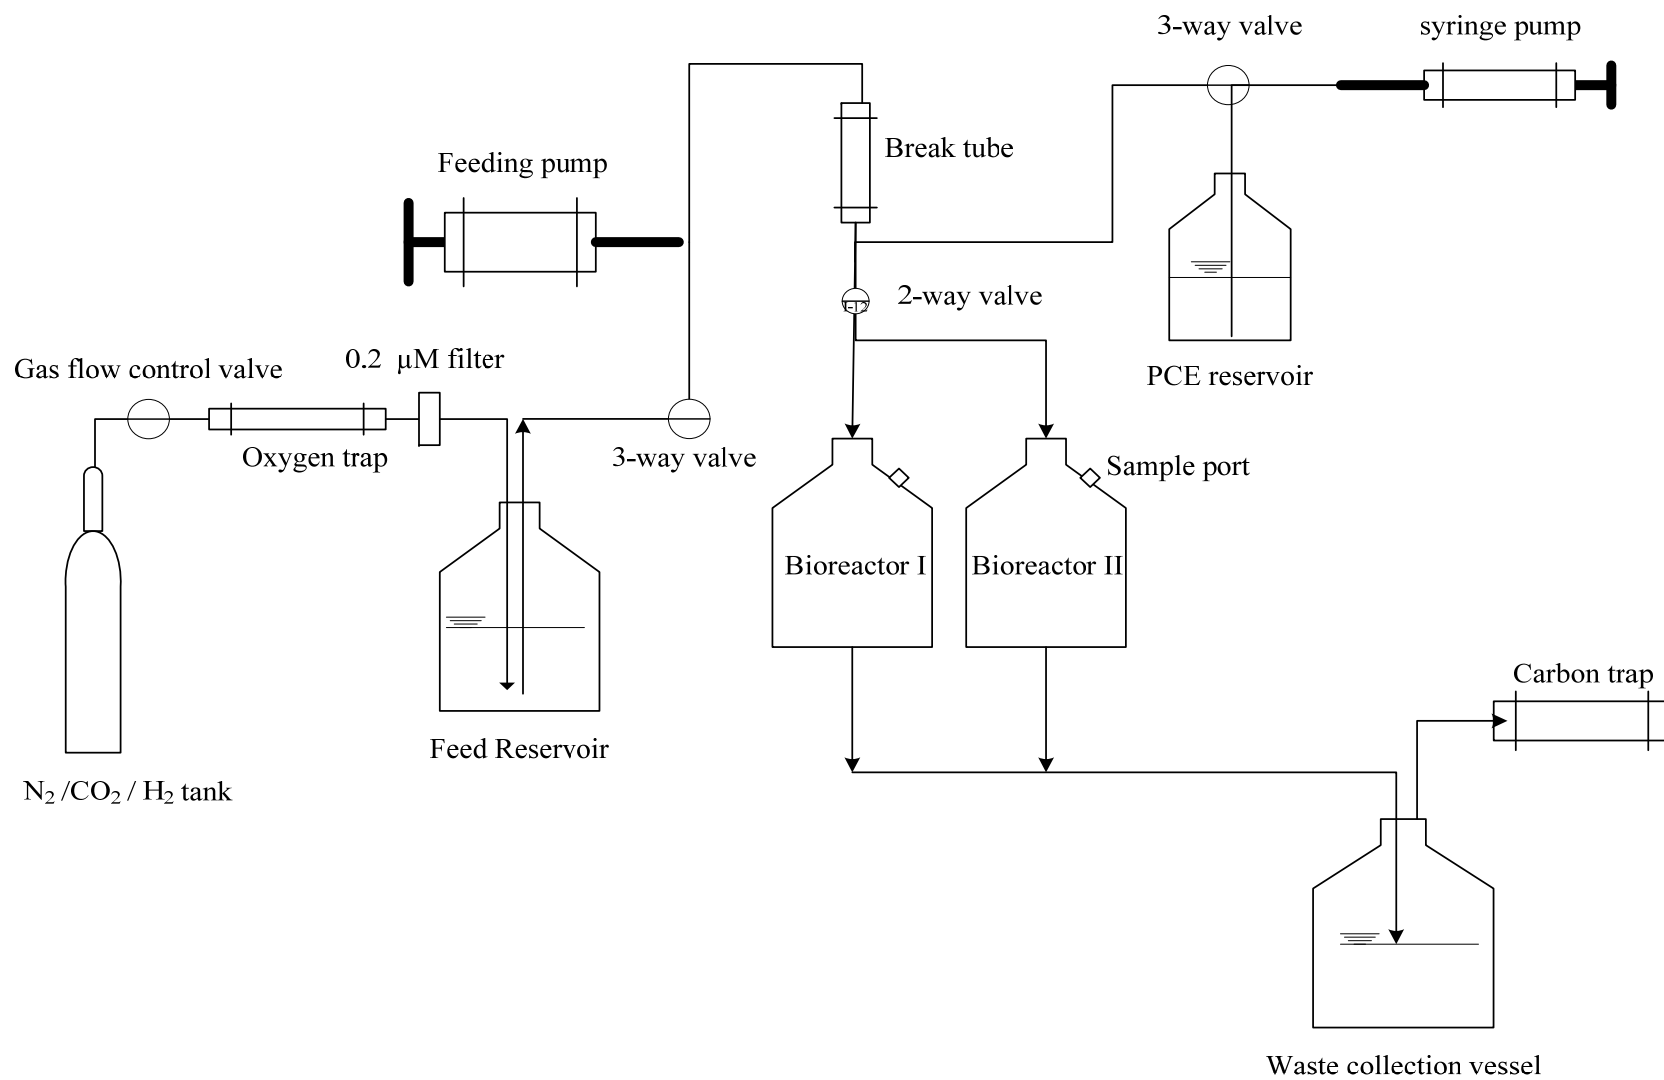 3-way valve
syringe pump
Break tube
Feeding pump
2-way valve
0.2 µM filter
Gas flow control valve
PCE reservoir
Oxygen trap
3-way valve
Sample port
Bioreactor I
Bioreactor II
Carbon trap
Feed Reservoir
N₂ /CO₂ / H₂ tank
Waste collection vessel